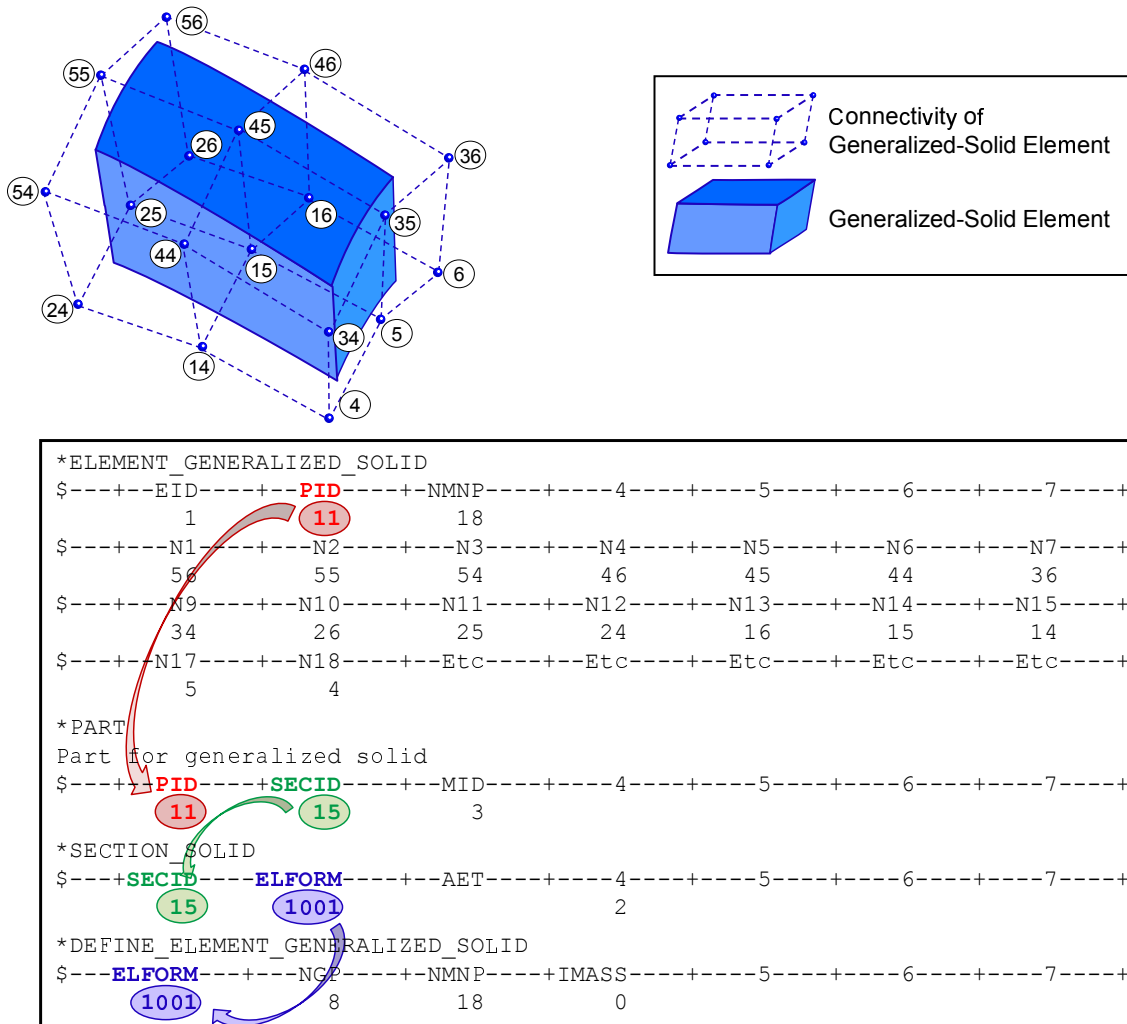 56
46
55
45
26
36
54
25
16
35
44
15
6
24
34
5
14
4
Connectivity of
Generalized-Solid Element
Generalized-Solid Element
*ELEMENT_GENERALIZED_SOLID
$---+--EID----+--PID----+-NMNP----+----4----+----5----+----6----+----7----+
1 11 18
$---+---N1----+---N2----+---N3----+---N4----+---N5----+---N6----+---N7----+
56 55 54 46 45 44 36
$---+---N9----+--N10----+--N11----+--N12----+--N13----+--N14----+--N15----+
34 26 25 24 16 15 14
$---+--N17----+--N18----+--Etc----+--Etc----+--Etc----+--Etc----+--Etc----+
5 4
*PART
Part for generalized solid
$---+--PID----+SECID----+--MID----+----4----+----5----+----6----+----7----+
11 15 3
*SECTION_SOLID
$---+SECID----ELFORM----+--AET----+----4----+----5----+----6----+----7----+
15 1001 2
*DEFINE_ELEMENT_GENERALIZED_SOLID
$---ELFORM----+--NGP----+-NMNP----+IMASS----+----5----+----6----+----7----+
1001 8 18 0